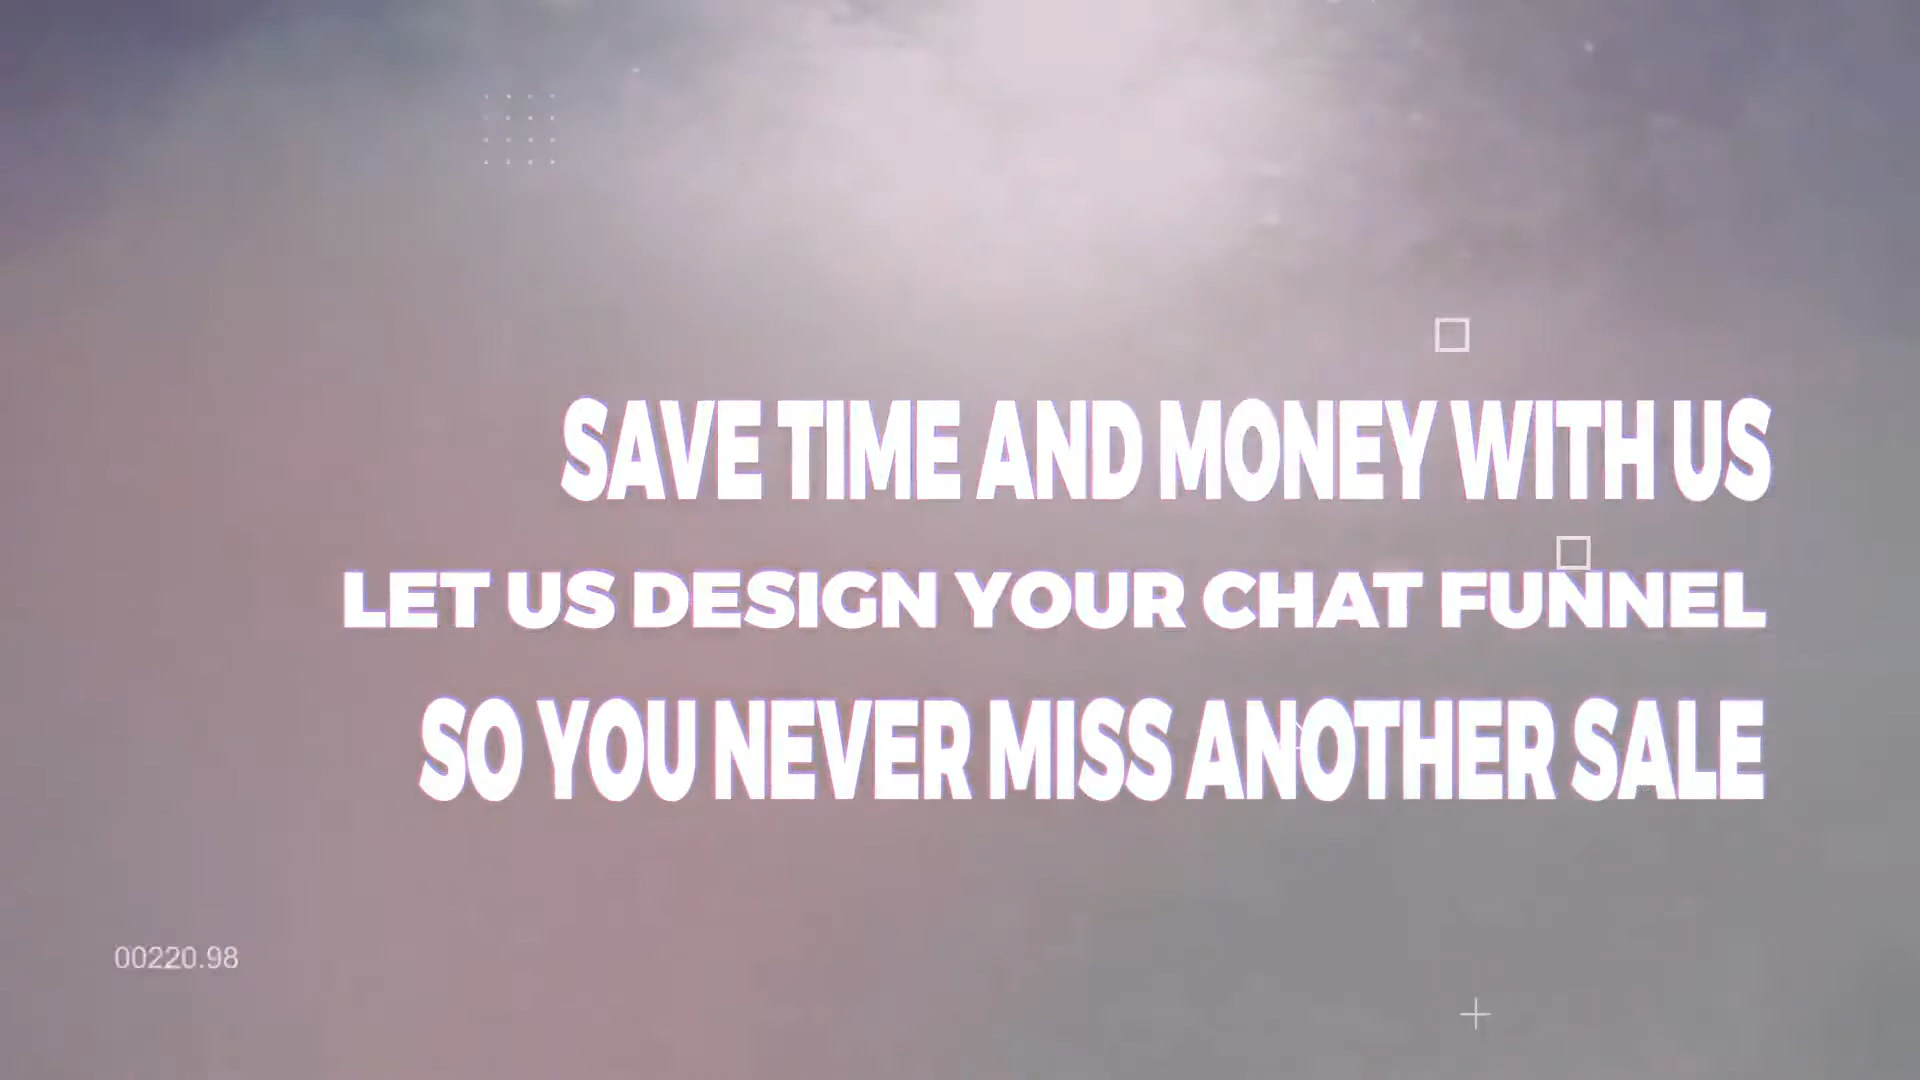 SAVE TIME AND MONEY WITH US
LET US DESIGN YOUR CHAT FUNNEL
SO YOU NEVER MISS ANOTHER SALE
00220.98